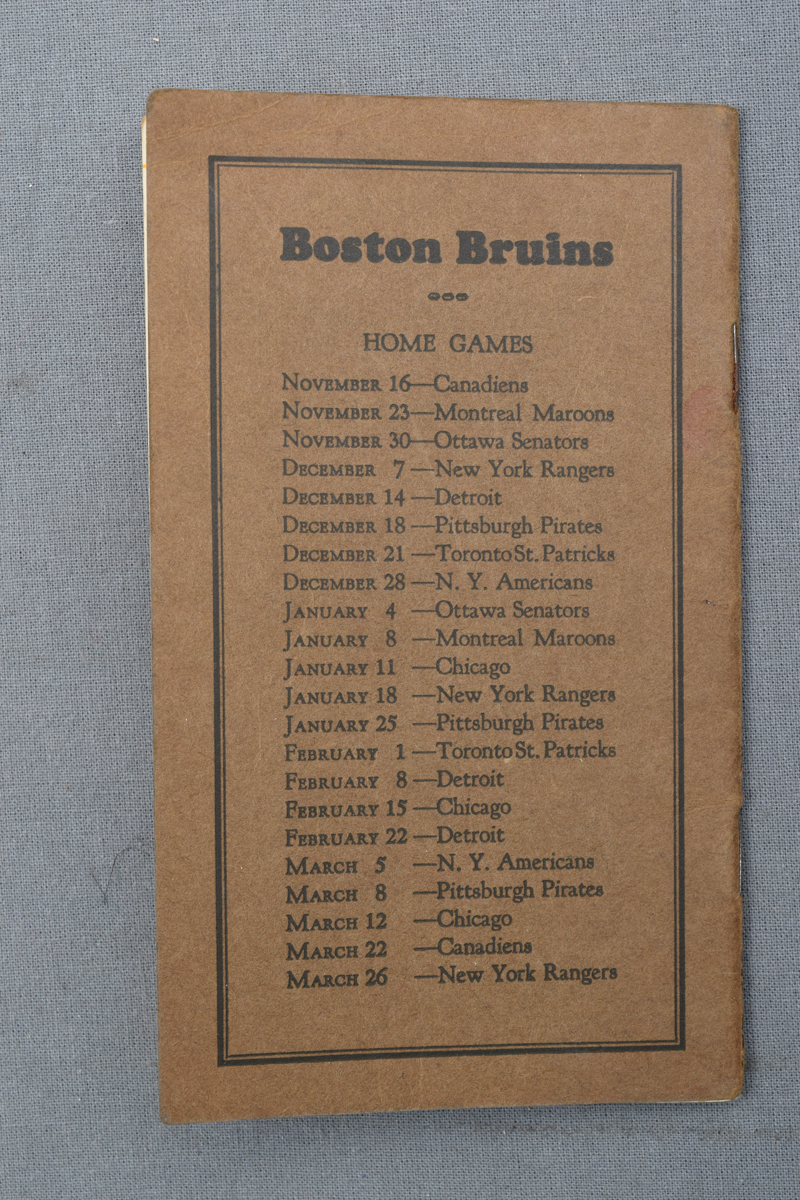 Boston Bruins
HOME GAMES
NOVEMBER 16—Canadiens
NOVEMBER 23—Montreal Maroons
NOVEMBER 30—Ottawa Senators
DECEMBER 7—New York Rangers
DECEMBER 14—Detroit
DECEMBER 18—Pittsburgh Pirates
DECEMBER 21—Toronto St. Patricks
DECEMBER 28—N. Y. Americans
JANUARY 4—Ottawa Senators
JANUARY 8—Montreal Maroons
JANUARY 11—Chicago
JANUARY 18—New York Rangers
JANUARY 25—Pittsburgh Pirates
FEBRUARY 1—Toronto St. Patricks
FEBRUARY 8—Detroit
FEBRUARY 15—Chicago
FEBRUARY 22—Detroit
MARCH 5—N. Y. Americans
MARCH 8—Pittsburgh Pirates
MARCH 12—Chicago
MARCH 22—Canadiens
MARCH 26—New York Rangers